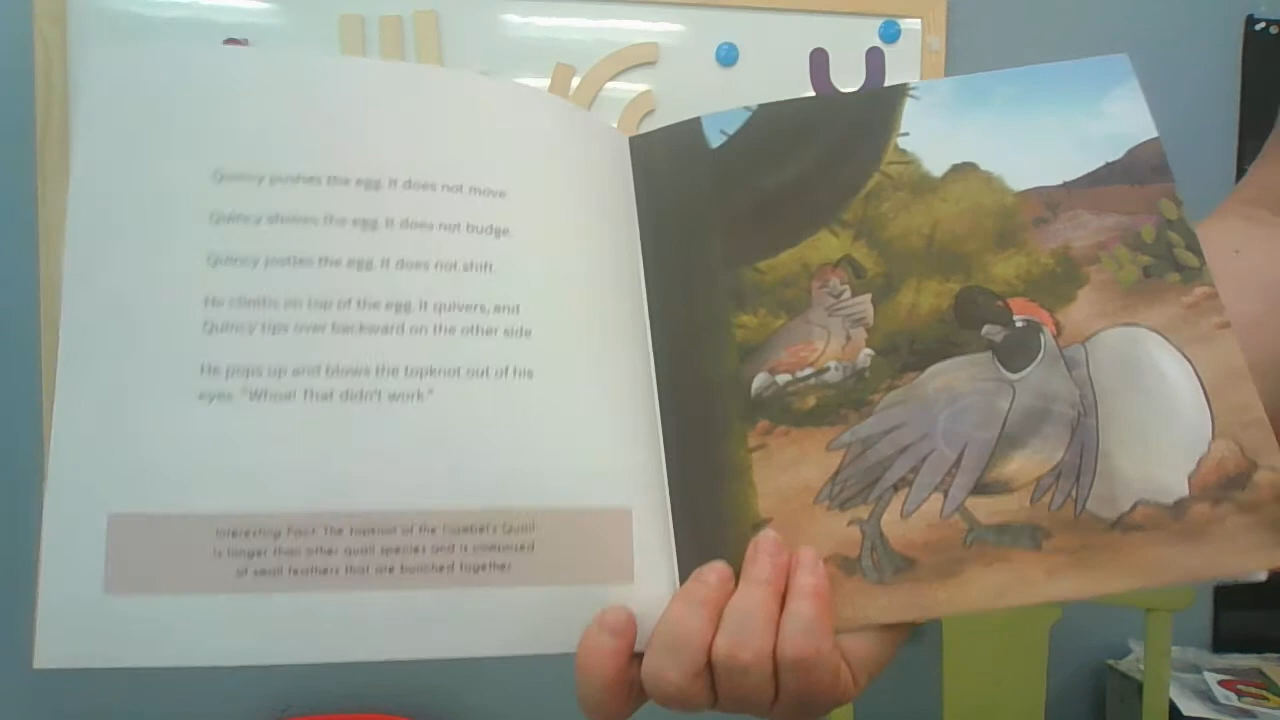 Quincy pushes the egg. It does not move.
Quincy shoves the egg. It does not budge.
Quincy jostles the egg. It does not shift.
He climbs on top of the egg. It quivers, and
Quincy tips over backward on the other side.
He pops up and blows the topknot out of his
eyes. "Whoa! That didn't work."
Interesting Fact: The topknot of the Gambel's Quail
is longer than other quail species and is composed
of small feathers that are bunched together.